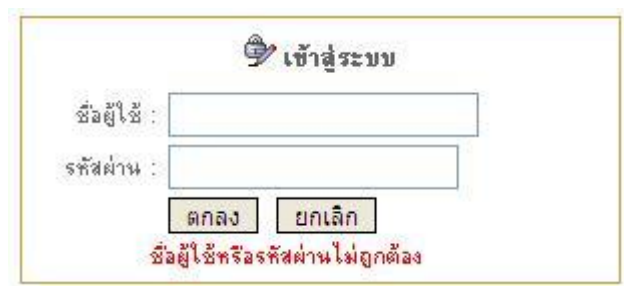 เข้าสู่ระบบ
ชื่อผู้ใช้ :
รหัสผ่าน :
ตกลง ยกเลิก
ชื่อผู้ใช้หรือรหัสผ่านไม่ถูกต้อง